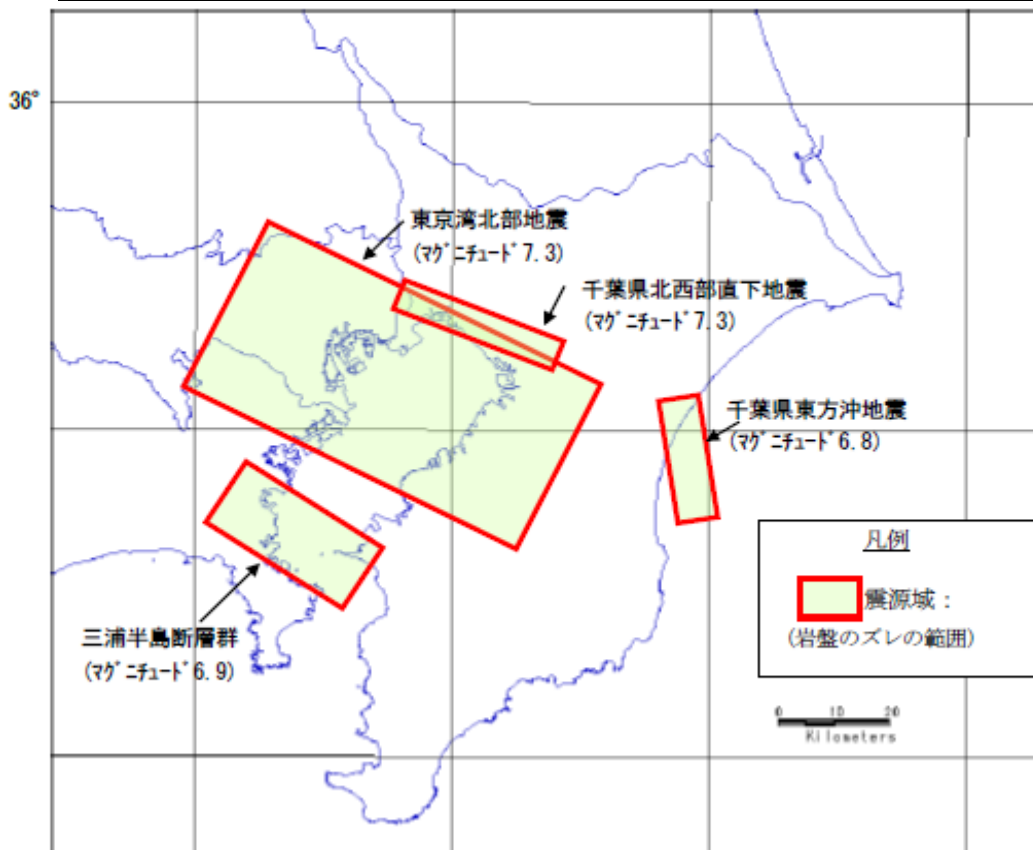 36°
東京湾北部地震
(マグニチュード7.3)
千葉県北西部直下地震
(マグニチュード7.3)
千葉県東方沖地震
(マグニチュード6.8)
三浦半島断層群
(マグニチュード6.9)
凡例
震源域：
(岩盤のズレの範囲)
0 10 20
Kilometers